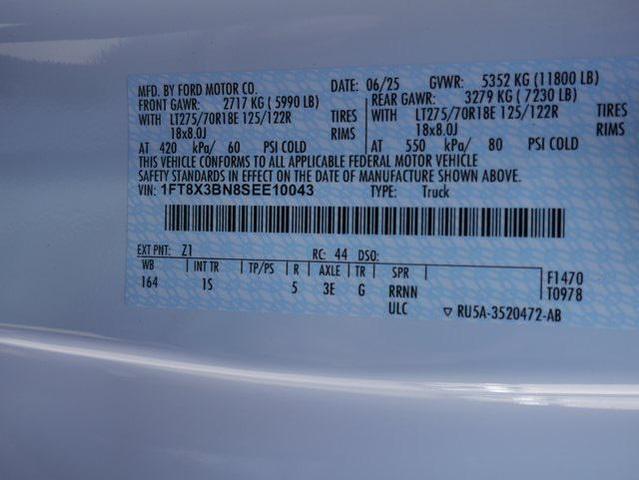 MFD. BY FORD MOTOR CO. DATE: 06/25 GVWR: 5352 KG (11800 LB)
FRONT GAWR: 2717 KG (5990 LB) REAR GAWR: 3279 KG (7230 LB)
WITH LT275/70R18E 125/122R TIRES WITH LT275/70R18E 125/122R TIRES
18x8.0J RIMS 18x8.0J RIMS
AT 420 kPa/ 60 PSI COLD AT 550 kPa/ 80 PSI COLD
THIS VEHICLE CONFORMS TO ALL APPLICABLE FEDERAL MOTOR VEHICLE
SAFETY STANDARDS IN EFFECT ON THE DATE OF MANUFACTURE SHOWN ABOVE.
VIN: 1FT8X3BN8SEE10043 TYPE: Truck
EXT PNT: Z1 RC: 44 DSO:
WB INT TR TP/PS R AXLE TR SPR F1470
164 1S 5 3E G RRNN T0978
ULC RU5A-3520472-AB